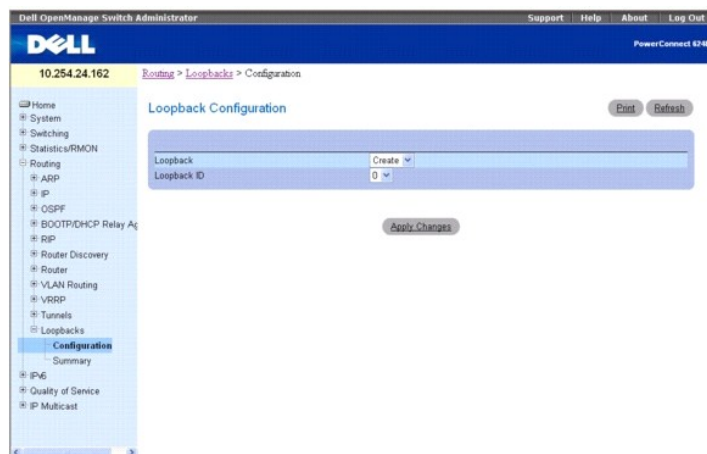 Dell OpenManage Switch Administrator
Support Help About Log Out
DELL
PowerConnect 6248
10.254.24.162
Routing > Loopbacks > Configuration
Home
System
Switching
Statistics/RMON
Routing
ARP
IP
OSPF
BOOTP/DHCP Relay Ag
RIP
Router Discovery
Router
VLAN Routing
VRRP
Tunnels
Loopbacks
Configuration
Summary
IPv6
Quality of Service
IP Multicast
Loopback Configuration
Print Refresh
Loopback Create
Loopback ID 0
Apply Changes